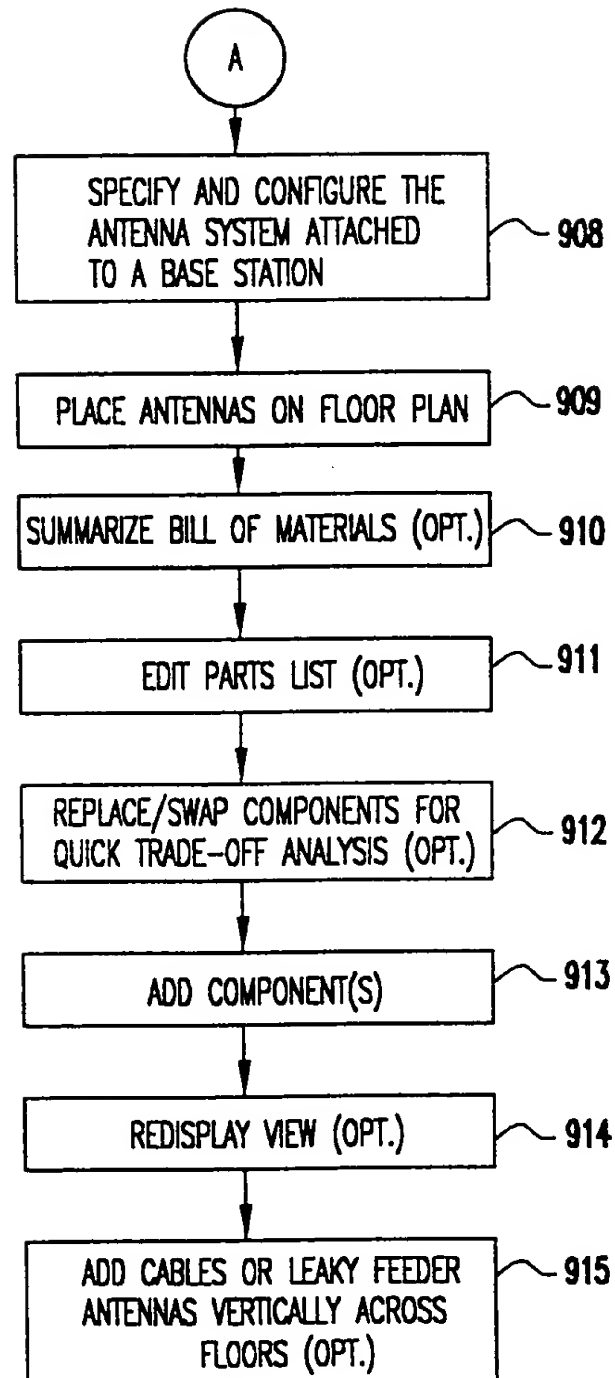 A
SPECIFY AND CONFIGURE THE
ANTENNA SYSTEM ATTACHED
TO A BASE STATION
908
PLACE ANTENNAS ON FLOOR PLAN
909
SUMMARIZE BILL OF MATERIALS (OPT.)
910
EDIT PARTS LIST (OPT.)
911
REPLACE/SWAP COMPONENTS FOR
QUICK TRADE-OFF ANALYSIS (OPT.)
912
ADD COMPONENT(S)
913
REDISPLAY VIEW (OPT.)
914
ADD CABLES OR LEAKY FEEDER
ANTENNAS VERTICALLY ACROSS
FLOORS (OPT.)
915